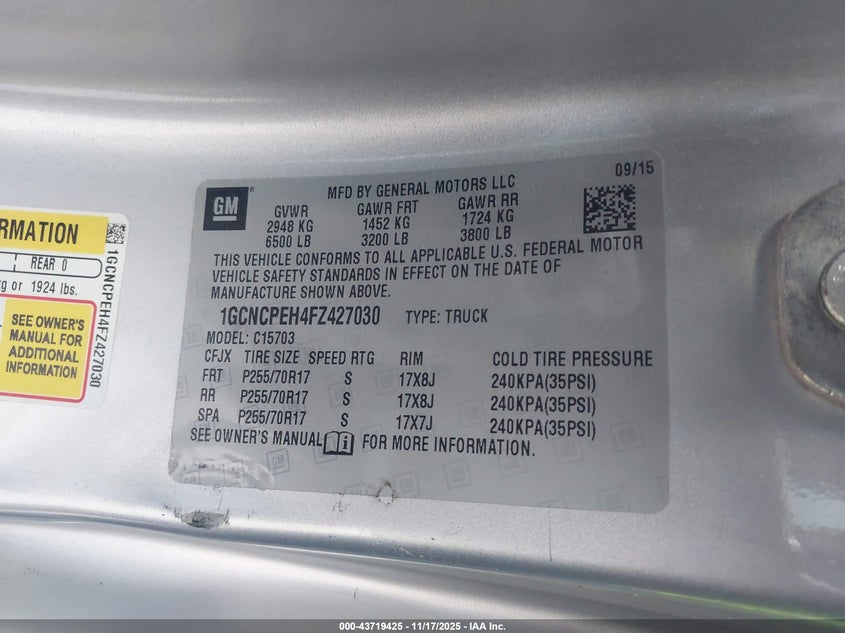 RMATION
REAR 0
g or 1924 lbs.
SEE OWNER'S
MANUAL FOR
ADDITIONAL
INFORMATION
1GCNCPEH4FZ427030
GM
09/15
MFD BY GENERAL MOTORS LLC
GVWR GAWR FRT GAWR RR
2948 KG 1452 KG 1724 KG
6500 LB 3200 LB 3800 LB
THIS VEHICLE CONFORMS TO ALL APPLICABLE U.S. FEDERAL MOTOR
VEHICLE SAFETY STANDARDS IN EFFECT ON THE DATE OF
MANUFACTURE SHOWN ABOVE.
1GCNCPEH4FZ427030 TYPE: TRUCK
MODEL: C15703
CFJX TIRE SIZE SPEED RTG RIM COLD TIRE PRESSURE
FRT P255/70R17 S 17X8J 240KPA(35PSI)
RR P255/70R17 S 17X8J 240KPA(35PSI)
SPA P255/70R17 S 17X7J 240KPA(35PSI)
SEE OWNER'S MANUAL FOR MORE INFORMATION.
000-43719425 - 11/17/2025 - IAA Inc.